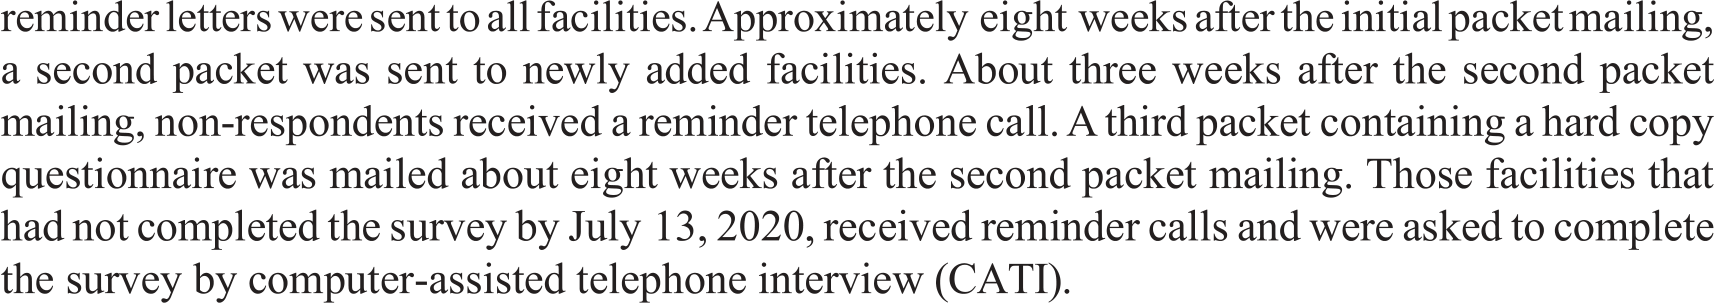 reminder letters were sent to all facilities. Approximately eight weeks after the initial packet mailing,
a second packet was sent to newly added facilities. About three weeks after the second packet
mailing, non-respondents received a reminder telephone call. A third packet containing a hard copy
questionnaire was mailed about eight weeks after the second packet mailing. Those facilities that
had not completed the survey by July 13, 2020, received reminder calls and were asked to complete
the survey by computer-assisted telephone interview (CATI).